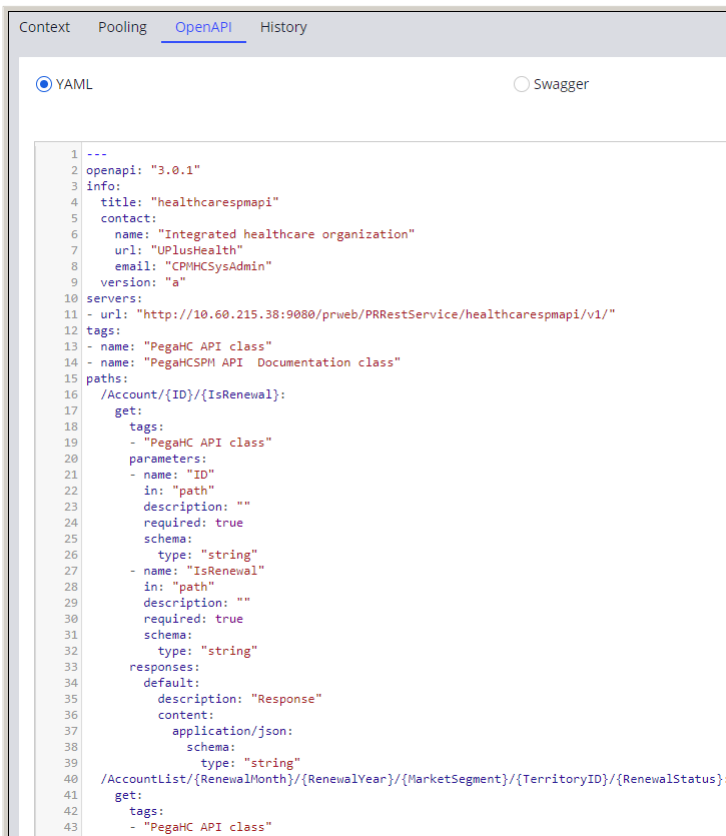 Context Pooling OpenAPI History
YAML Swagger
1 ---
2 openapi: "3.0.1"
3 info:
4   title: "healthcarespmapi"
5   contact:
6     name: "Integrated healthcare organization"
7     url: "UPlusHealth"
8     email: "CPMHCSysAdmin"
9   version: "a"
10 servers:
11 - url: "http://10.60.215.38:9080/prweb/PRRestService/healthcarespmapi/v1/"
12 tags:
13 - name: "PegaHC API class"
14 - name: "PegaHCSPM API  Documentation class"
15 paths:
16   /Account/{ID}/{IsRenewal}:
17     get:
18       tags:
19       - "PegaHC API class"
20       parameters:
21       - name: "ID"
22         in: "path"
23         description: ""
24         required: true
25         schema:
26           type: "string"
27       - name: "IsRenewal"
28         in: "path"
29         description: ""
30         required: true
31         schema:
32           type: "string"
33       responses:
34         default:
35           description: "Response"
36           content:
37             application/json:
38               schema:
39                 type: "string"
40   /AccountList/{RenewalMonth}/{RenewalYear}/{MarketSegment}/{TerritoryID}/{RenewalStatus}:
41     get:
42       tags:
43       - "PegaHC API class"